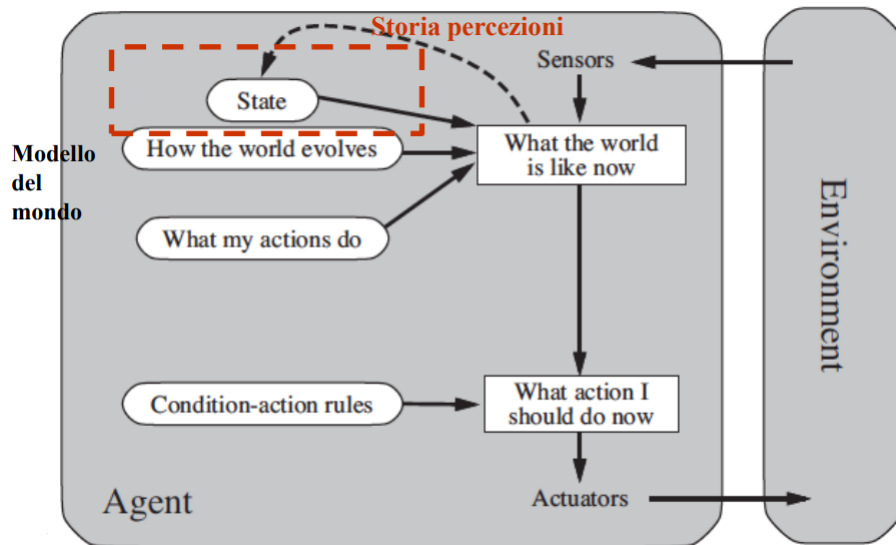 Storia percezioni
Sensors
State
How the world evolves
What the world
is like now
Modello
del
mondo
What my actions do
Environment
Condition-action rules
What action I
should do now
Agent
Actuators